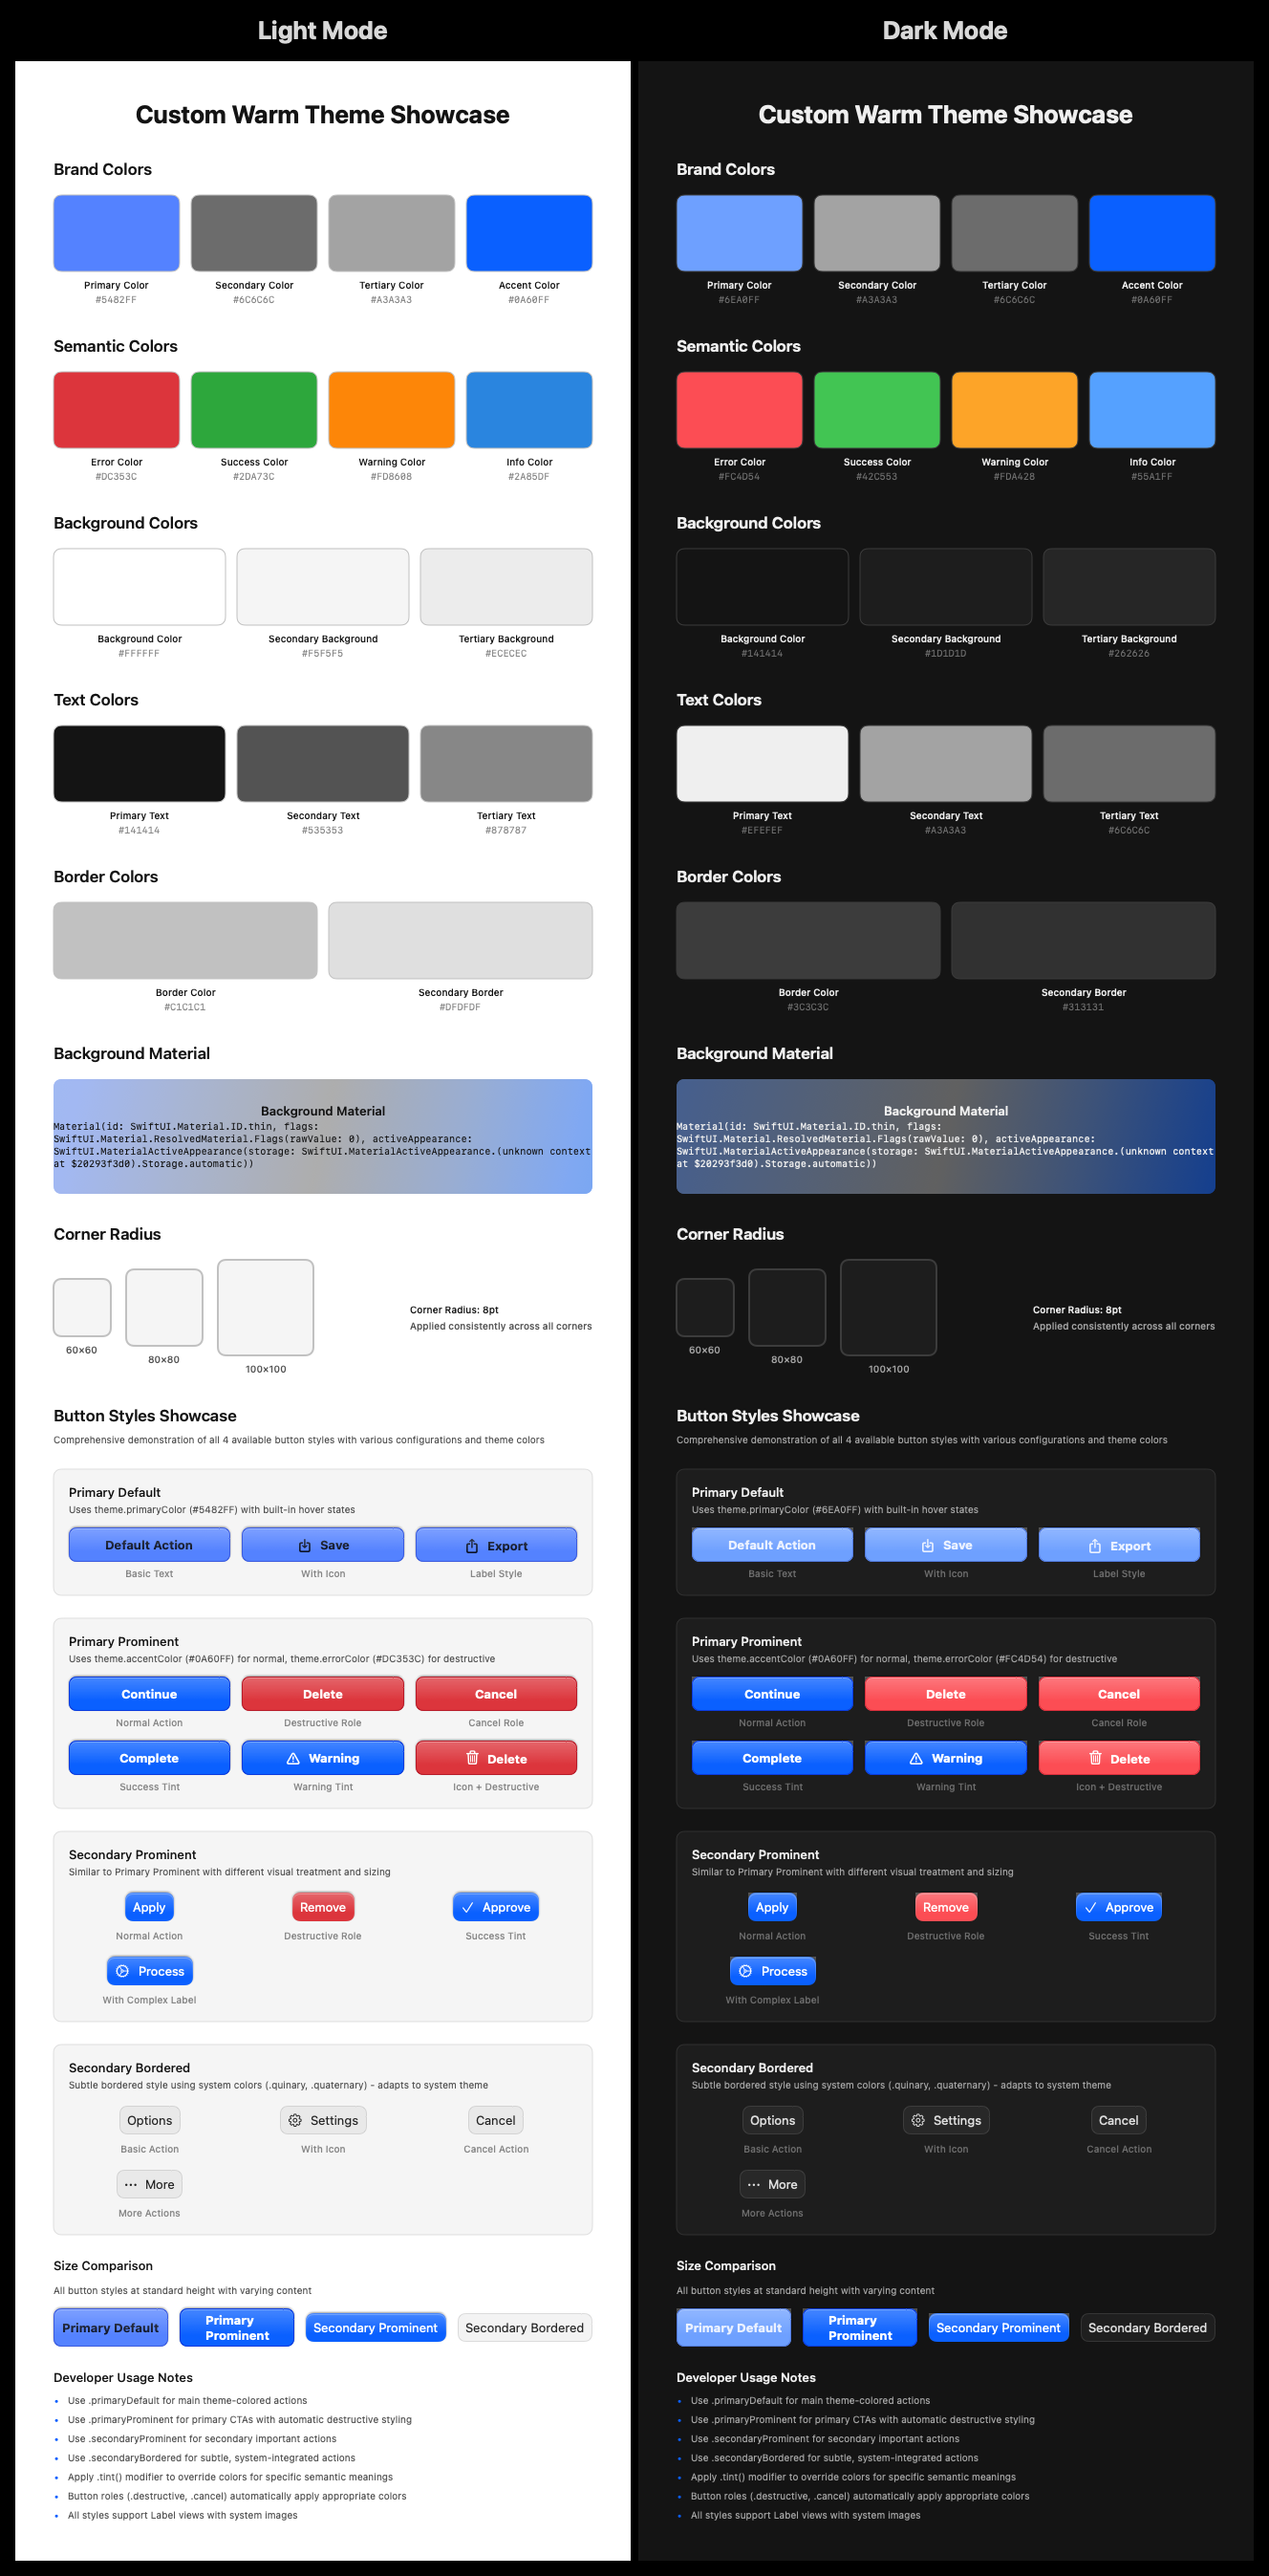 Light Mode
Custom Warm Theme Showcase
Brand Colors
Primary Color
#5482FF
Secondary Color
#6C6C6C
Tertiary Color
#A3A3A3
Accent Color
#0A60FF
Semantic Colors
Error Color
#DC353C
Success Color
#2DA73C
Warning Color
#FD8608
Info Color
#2A85DF
Background Colors
Background Color
#FFFFFF
Secondary Background
#F5F5F5
Tertiary Background
#ECECEC
Text Colors
Primary Text
#141414
Secondary Text
#535353
Tertiary Text
#878787
Border Colors
Border Color
#C1C1C1
Secondary Border
#DFDFDF
Background Material
Background Material
Material(id: SwiftUI.Material.ID.thin, flags:
SwiftUI.Material.ResolvedMaterial.Flags(rawValue: 0), activeAppearance:
SwiftUI.MaterialActiveAppearance(storage: SwiftUI.MaterialActiveAppearance.(unknown context
at $20293f3d0).Storage.automatic))
Corner Radius
60×60
80×80
100×100
Corner Radius: 8pt
Applied consistently across all corners
Button Styles Showcase
Comprehensive demonstration of all 4 available button styles with various configurations and theme colors
Primary Default
Uses theme.primaryColor (#5482FF) with built-in hover states
Default Action
Basic Text
Save
With Icon
Export
Label Style
Primary Prominent
Uses theme.accentColor (#0A60FF) for normal, theme.errorColor (#DC353C) for destructive
Continue
Normal Action
Delete
Destructive Role
Cancel
Cancel Role
Complete
Success Tint
Warning
Warning Tint
Delete
Icon + Destructive
Secondary Prominent
Similar to Primary Prominent with different visual treatment and sizing
Apply
Normal Action
Remove
Destructive Role
Approve
Success Tint
Process
With Complex Label
Secondary Bordered
Subtle bordered style using system colors (.quinary, .quaternary) - adapts to system theme
Options
Basic Action
Settings
With Icon
Cancel
Cancel Action
More
More Actions
Size Comparison
All button styles at standard height with varying content
Primary Default
Primary
Prominent
Secondary Prominent
Secondary Bordered
Developer Usage Notes
• Use .primaryDefault for main theme-colored actions
• Use .primaryProminent for primary CTAs with automatic destructive styling
• Use .secondaryProminent for secondary important actions
• Use .secondaryBordered for subtle, system-integrated actions
• Apply .tint() modifier to override colors for specific semantic meanings
• Button roles (.destructive, .cancel) automatically apply appropriate colors
• All styles support Label views with system images
Dark Mode
Custom Warm Theme Showcase
Brand Colors
Primary Color
#6EA0FF
Secondary Color
#A3A3A3
Tertiary Color
#6C6C6C
Accent Color
#0A60FF
Semantic Colors
Error Color
#FC4D54
Success Color
#42C553
Warning Color
#FDA428
Info Color
#55A1FF
Background Colors
Background Color
#141414
Secondary Background
#1D1D1D
Tertiary Background
#262626
Text Colors
Primary Text
#EFEFEF
Secondary Text
#A3A3A3
Tertiary Text
#6C6C6C
Border Colors
Border Color
#3C3C3C
Secondary Border
#313131
Background Material
Background Material
Material(id: SwiftUI.Material.ID.thin, flags:
SwiftUI.Material.ResolvedMaterial.Flags(rawValue: 0), activeAppearance:
SwiftUI.MaterialActiveAppearance(storage: SwiftUI.MaterialActiveAppearance.(unknown context
at $20293f3d0).Storage.automatic))
Corner Radius
60×60
80×80
100×100
Corner Radius: 8pt
Applied consistently across all corners
Button Styles Showcase
Comprehensive demonstration of all 4 available button styles with various configurations and theme colors
Primary Default
Uses theme.primaryColor (#6EA0FF) with built-in hover states
Default Action
Basic Text
Save
With Icon
Export
Label Style
Primary Prominent
Uses theme.accentColor (#0A60FF) for normal, theme.errorColor (#FC4D54) for destructive
Continue
Normal Action
Delete
Destructive Role
Cancel
Cancel Role
Complete
Success Tint
Warning
Warning Tint
Delete
Icon + Destructive
Secondary Prominent
Similar to Primary Prominent with different visual treatment and sizing
Apply
Normal Action
Remove
Destructive Role
Approve
Success Tint
Process
With Complex Label
Secondary Bordered
Subtle bordered style using system colors (.quinary, .quaternary) - adapts to system theme
Options
Basic Action
Settings
With Icon
Cancel
Cancel Action
More
More Actions
Size Comparison
All button styles at standard height with varying content
Primary Default
Primary
Prominent
Secondary Prominent
Secondary Bordered
Developer Usage Notes
• Use .primaryDefault for main theme-colored actions
• Use .primaryProminent for primary CTAs with automatic destructive styling
• Use .secondaryProminent for secondary important actions
• Use .secondaryBordered for subtle, system-integrated actions
• Apply .tint() modifier to override colors for specific semantic meanings
• Button roles (.destructive, .cancel) automatically apply appropriate colors
• All styles support Label views with system images